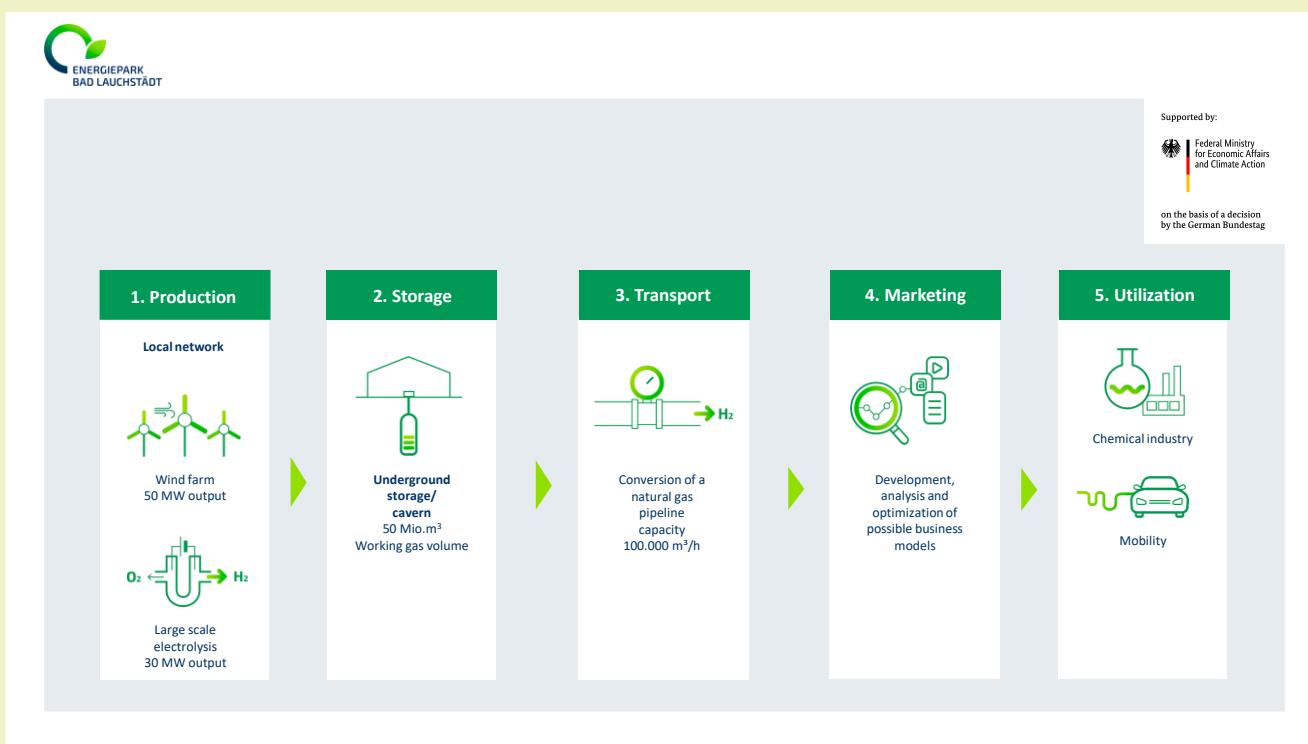 ENERGIEPARK
BAD LAUCHSTÄDT
Supported by:
Federal Ministry
for Economic Affairs
and Climate Action
on the basis of a decision
by the German Bundestag
1. Production
Local network
Wind farm
50 MW output
O₂
H₂
Large scale
electrolysis
30 MW output
2. Storage
Underground
storage/
cavern
50 Mio.m³
Working gas volume
3. Transport
H₂
Conversion of a
natural gas
pipeline
capacity
100.000 m³/h
4. Marketing
@
Development,
analysis and
optimization of
possible business
models
5. Utilization
Chemical industry
Mobility